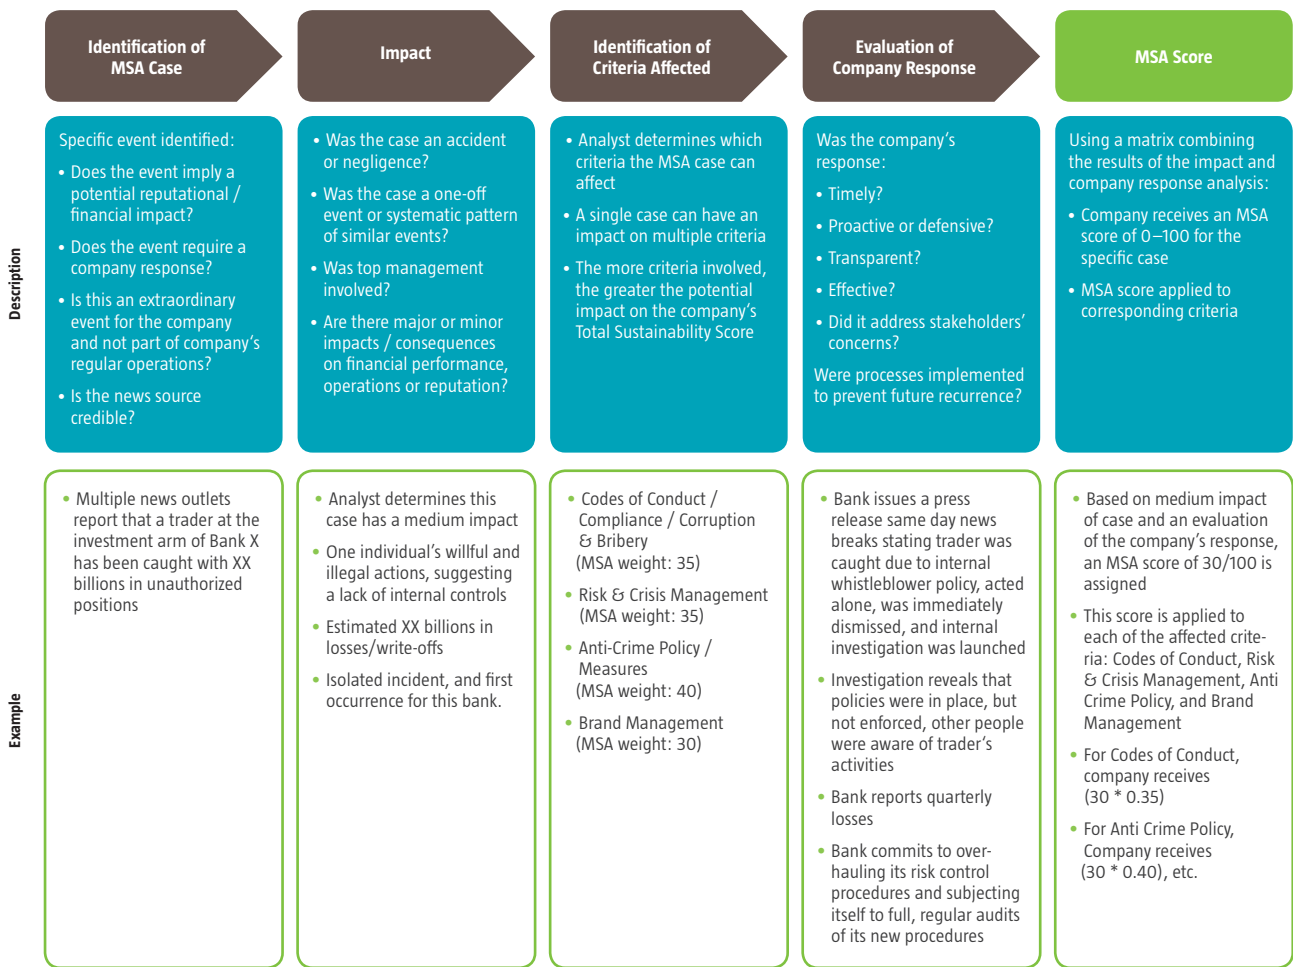 Identification of
MSA Case
Impact
Identification of
Criteria Affected
Evaluation of
Company Response
MSA Score
Description
Specific event identified:
• Does the event imply a
potential reputational /
financial impact?
• Does the event require a
company response?
• Is this an extraordinary
event for the company
and not part of company's
regular operations?
• Is the news source
credible?
• Was the case an accident
or negligence?
• Was the case a one-off
event or systematic pattern
of similar events?
• Was top management
involved?
• Are there major or minor
impacts / consequences
on financial performance,
operations or reputation?
• Analyst determines which
criteria the MSA case can
affect
• A single case can have an
impact on multiple criteria
• The more criteria involved,
the greater the potential
impact on the company's
Total Sustainability Score
Was the company's
response:
• Timely?
• Proactive or defensive?
• Transparent?
• Effective?
• Did it address stakeholders'
concerns?
Were processes implemented
to prevent future recurrence?
Using a matrix combining
the results of the impact and
company response analysis:
• Company receives an MSA
score of 0–100 for the
specific case
• MSA score applied to
corresponding criteria
Example
• Multiple news outlets
report that a trader at the
investment arm of Bank X
has been caught with XX
billions in unauthorized
positions
• Analyst determines this
case has a medium impact
• One individual's willful and
illegal actions, suggesting
a lack of internal controls
• Estimated XX billions in
losses/write-offs
• Isolated incident, and first
occurrence for this bank.
• Codes of Conduct /
Compliance / Corruption
& Bribery
(MSA weight: 35)
• Risk & Crisis Management
(MSA weight: 35)
• Anti-Crime Policy /
Measures
(MSA weight: 40)
• Brand Management
(MSA weight: 30)
• Bank issues a press
release same day news
breaks stating trader was
caught due to internal
whistleblower policy, acted
alone, was immediately
dismissed, and internal
investigation was launched
• Investigation reveals that
policies were in place, but
not enforced, other people
were aware of trader's
activities
• Bank reports quarterly
losses
• Bank commits to over-
hauling its risk control
procedures and subjecting
itself to full, regular audits
of its new procedures
• Based on medium impact
of case and an evaluation
of the company's response,
an MSA score of 30/100 is
assigned
• This score is applied to
each of the affected crite-
ria: Codes of Conduct, Risk
& Crisis Management, Anti
Crime Policy, and Brand
Management
• For Codes of Conduct,
company receives
(30 * 0.35)
• For Anti Crime Policy,
Company receives
(30 * 0.40), etc.